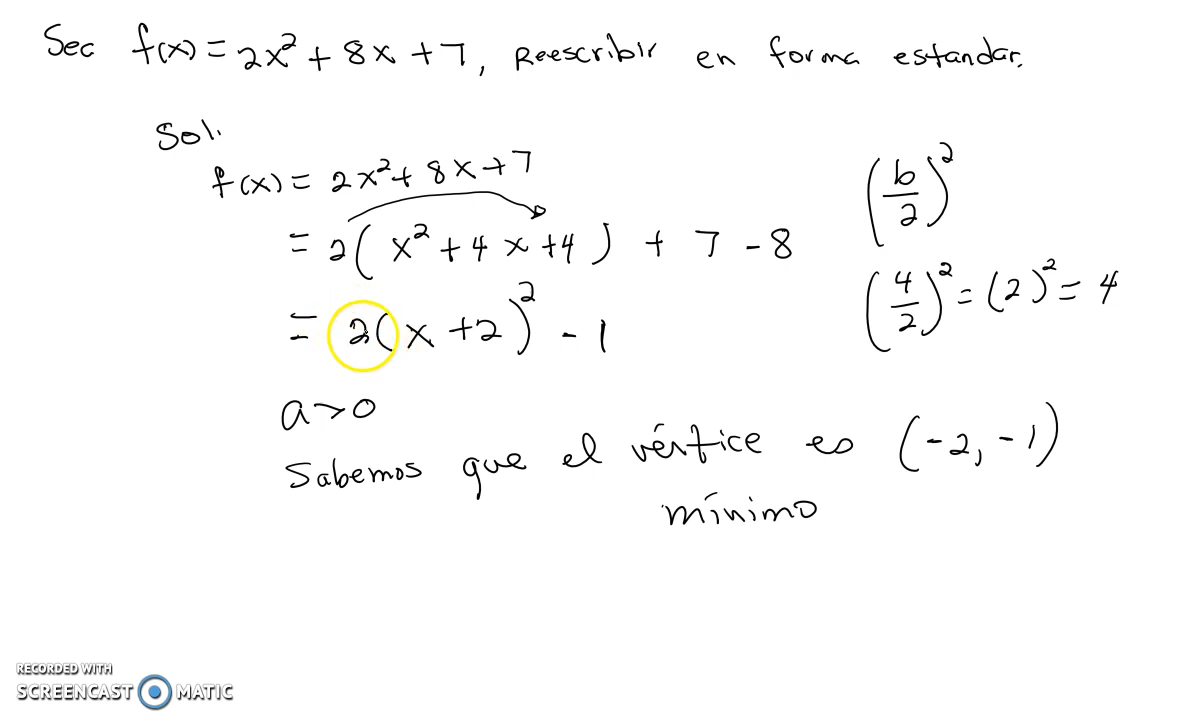 Sea f(x) = 2x² + 8x + 7, Reescribir en forma estandar.
Sol.
f(x) = 2x² + 8x + 7
= 2( x² + 4x + 4 ) + 7 - 8
= 2( x + 2 )² - 1
(b/2)²
(4/2)² = (2)² = 4
a > 0
Sabemos que el vértice es (-2, -1)
mínimo
RECORDED WITH
SCREENCAST MATIC